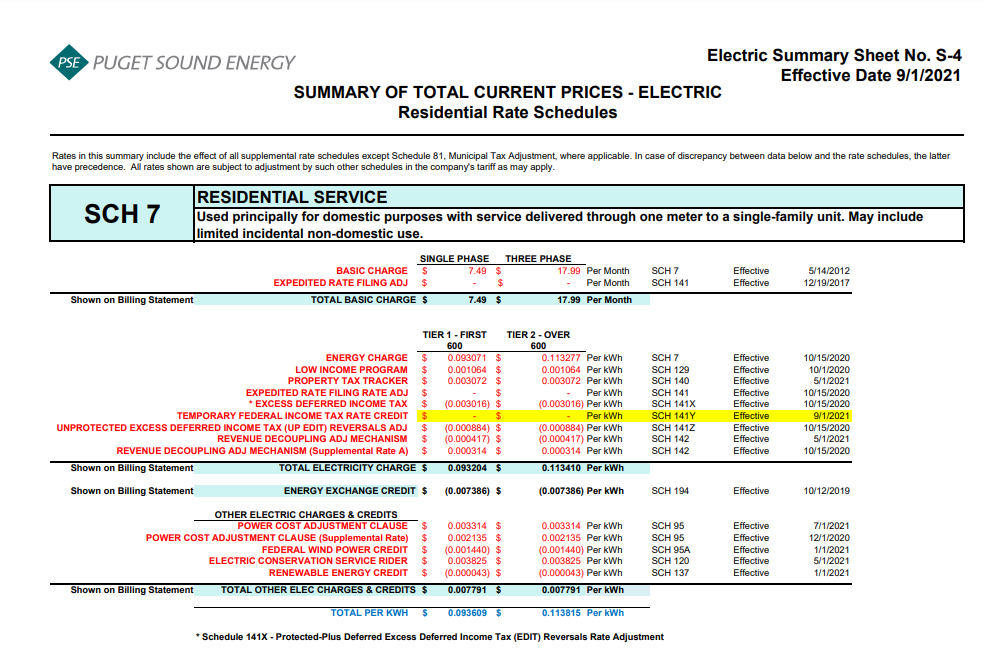 PSE PUGET SOUND ENERGY
Electric Summary Sheet No. S-4
Effective Date 9/1/2021
SUMMARY OF TOTAL CURRENT PRICES - ELECTRIC
Residential Rate Schedules
Rates in this summary include the effect of all supplemental rate schedules except Schedule 81, Municipal Tax Adjustment, where applicable. In case of discrepancy between data below and the rate schedules, the latter
have precedence. All rates shown are subject to adjustment by such other schedules in the company's tariff as may apply.
SCH 7
RESIDENTIAL SERVICE
Used principally for domestic purposes with service delivered through one meter to a single-family unit. May include
limited incidental non-domestic use.
SINGLE PHASE THREE PHASE
BASIC CHARGE $ 7.49 $ 17.99 Per Month SCH 7 Effective 5/14/2012
EXPEDITED RATE FILING ADJ $ - $ - Per Month SCH 141 Effective 12/19/2017
Shown on Billing Statement TOTAL BASIC CHARGE $ 7.49 $ 17.99 Per Month
TIER 1 - FIRST TIER 2 - OVER
600 600
ENERGY CHARGE $ 0.093071 $ 0.113277 Per kWh SCH 7 Effective 10/15/2020
LOW INCOME PROGRAM $ 0.001064 $ 0.001064 Per kWh SCH 129 Effective 10/1/2020
PROPERTY TAX TRACKER $ 0.003072 $ 0.003072 Per kWh SCH 140 Effective 5/1/2021
EXPEDITED RATE FILING RATE ADJ $ - $ - Per kWh SCH 141 Effective 10/15/2020
* EXCESS DEFERRED INCOME TAX $ (0.003016) $ (0.003016) Per kWh SCH 141X Effective 10/15/2020
TEMPORARY FEDERAL INCOME TAX RATE CREDIT $ - $ - Per kWh SCH 141Y Effective 9/1/2021
UNPROTECTED EXCESS DEFERRED INCOME TAX (UP EDIT) REVERSALS ADJ $ (0.000884) $ (0.000884) Per kWh SCH 141Z Effective 10/15/2020
REVENUE DECOUPLING ADJ MECHANISM $ (0.000417) $ (0.000417) Per kWh SCH 142 Effective 5/1/2021
REVENUE DECOUPLING ADJ MECHANISM (Supplemental Rate A) $ 0.000314 $ 0.000314 Per kWh SCH 142 Effective 10/15/2020
Shown on Billing Statement TOTAL ELECTRICITY CHARGE $ 0.093204 $ 0.113410 Per kWh
Shown on Billing Statement ENERGY EXCHANGE CREDIT $ (0.007386) $ (0.007386) Per kWh SCH 194 Effective 10/12/2019
OTHER ELECTRIC CHARGES & CREDITS
POWER COST ADJUSTMENT CLAUSE $ 0.003314 $ 0.003314 Per kWh SCH 95 Effective 7/1/2021
POWER COST ADJUSTMENT CLAUSE (Supplemental Rate) $ 0.002135 $ 0.002135 Per kWh SCH 95 Effective 12/1/2020
FEDERAL WIND POWER CREDIT $ (0.001440) $ (0.001440) Per kWh SCH 95A Effective 1/1/2021
ELECTRIC CONSERVATION SERVICE RIDER $ 0.003825 $ 0.003825 Per kWh SCH 120 Effective 5/1/2021
RENEWABLE ENERGY CREDIT $ (0.000043) $ (0.000043) Per kWh SCH 137 Effective 1/1/2021
Shown on Billing Statement TOTAL OTHER ELEC CHARGES & CREDITS $ 0.007791 $ 0.007791 Per kWh
TOTAL PER KWH $ 0.093609 $ 0.113815 Per kWh
* Schedule 141X - Protected-Plus Deferred Excess Deferred Income Tax (EDIT) Reversals Rate Adjustment